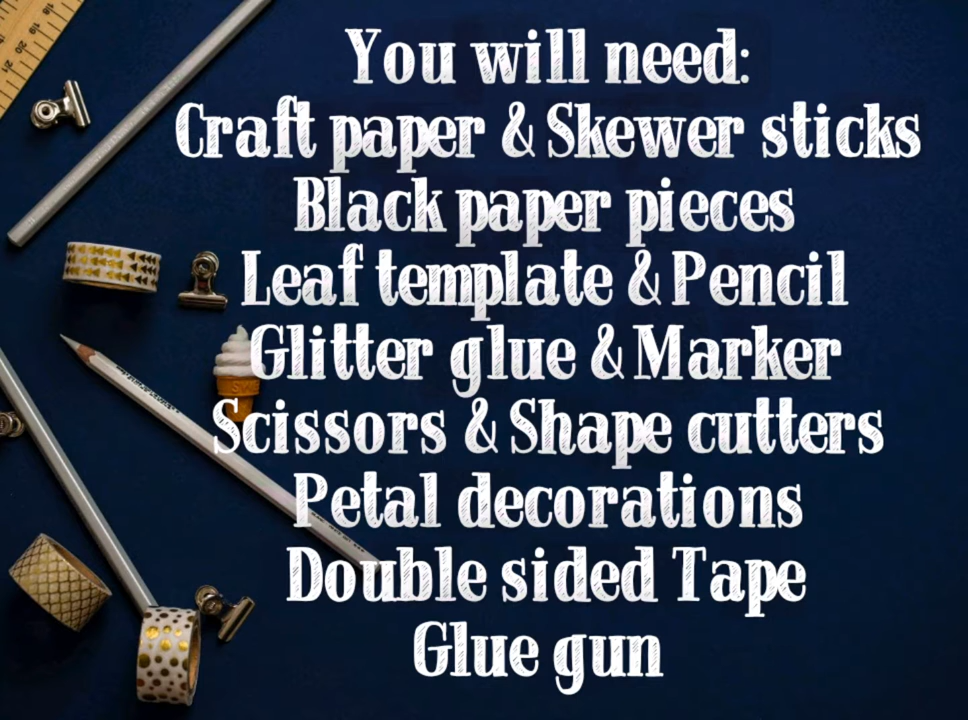 You will need:
Craft paper & Skewer sticks
Black paper pieces
Leaf template & Pencil
Glitter glue & Marker
Scissors & Shape cutters
Petal decorations
Double sided Tape
Glue gun